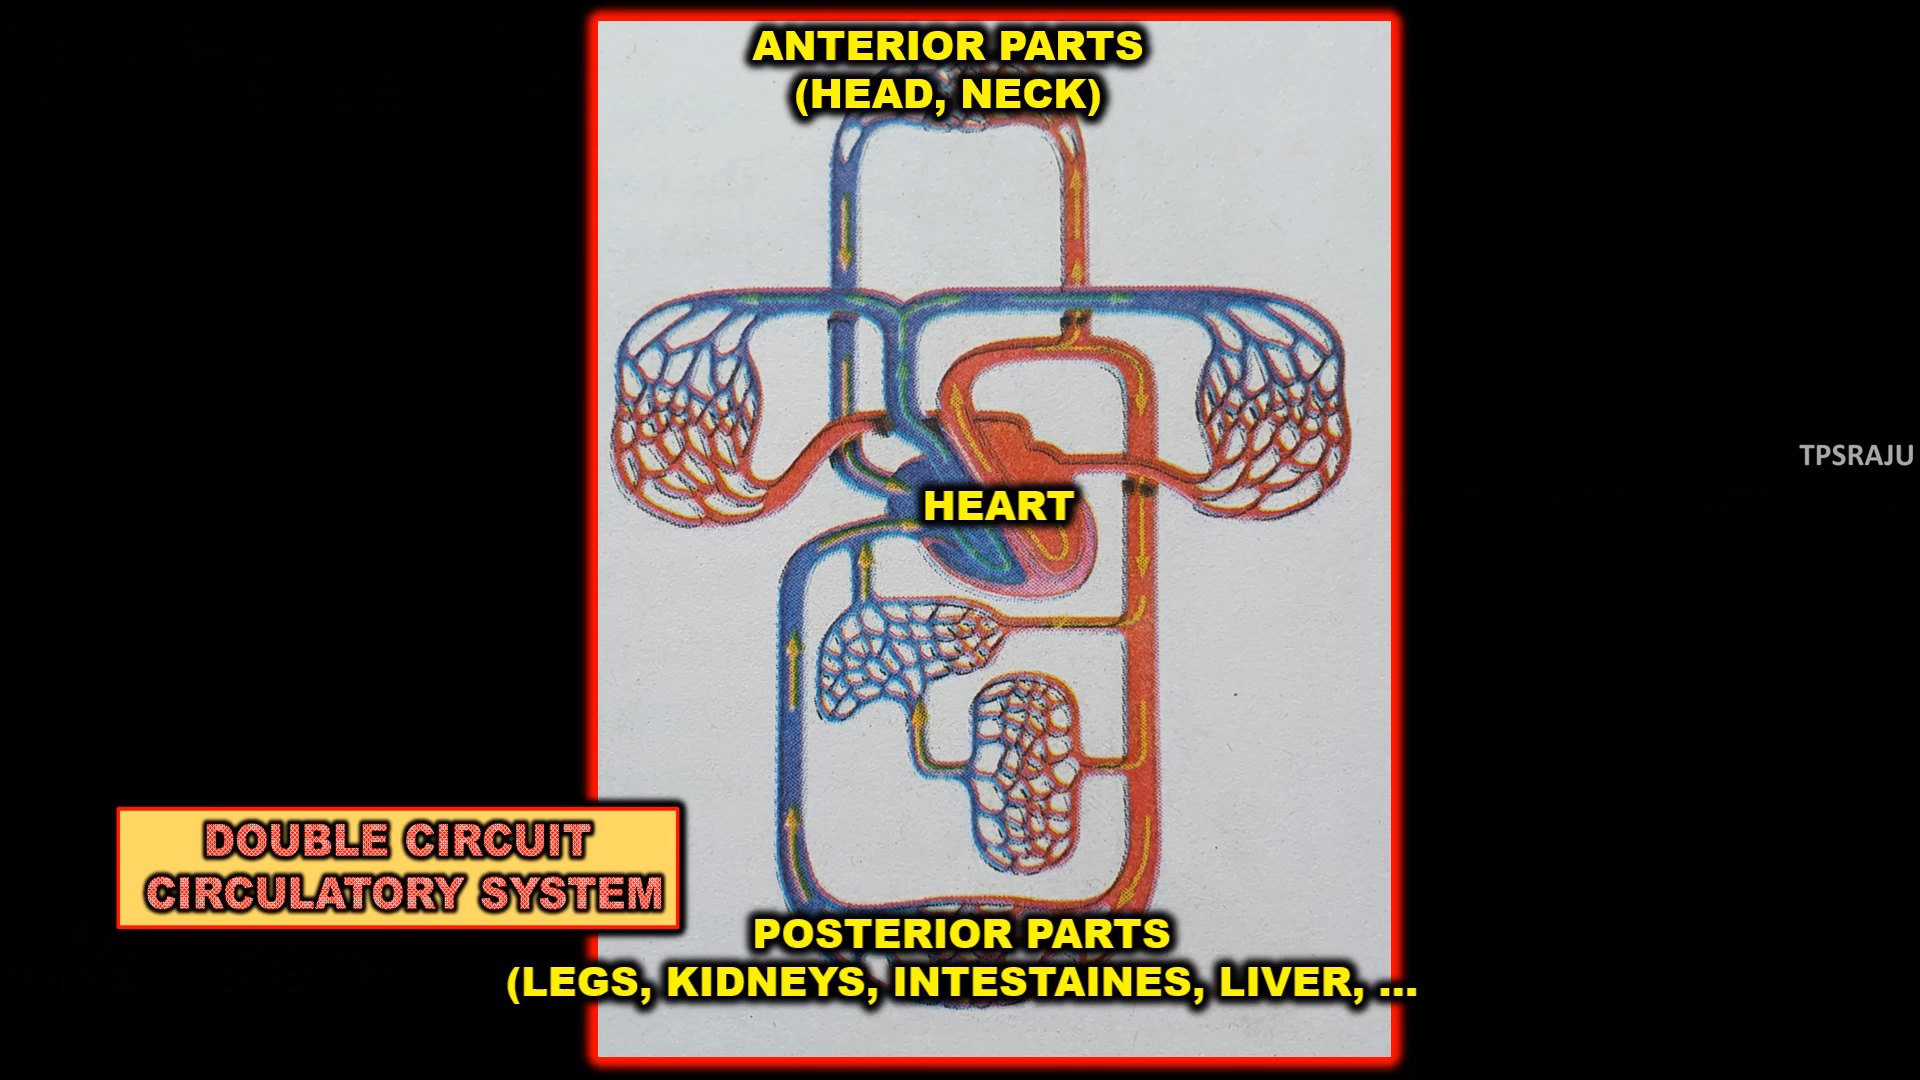 ANTERIOR PARTS
(HEAD, NECK)
TPSRAJU
HEART
DOUBLE CIRCUIT
CIRCULATORY SYSTEM
POSTERIOR PARTS
(LEGS, KIDNEYS, INTESTAINES, LIVER, ...